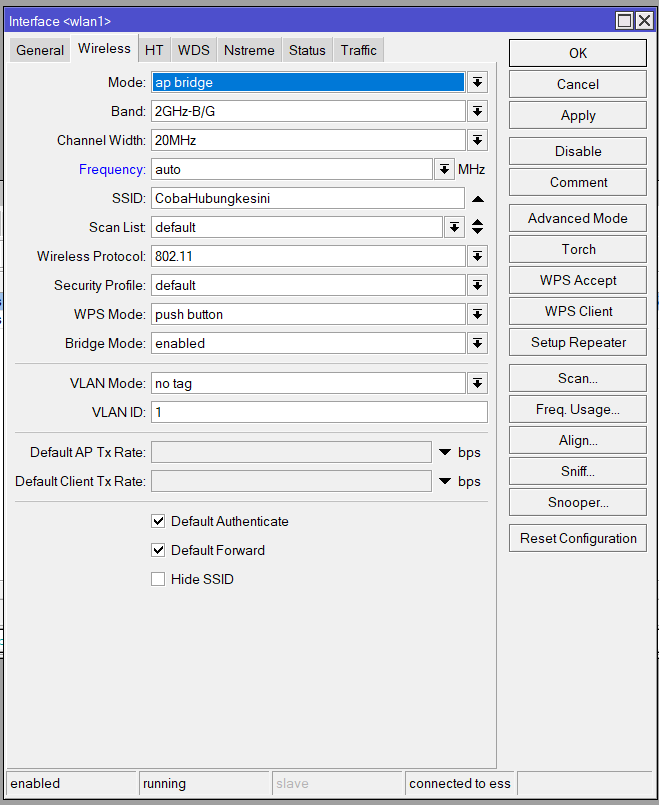 Interface <wlan1>
General Wireless HT WDS Nstreme Status Traffic
Mode: ap bridge
Band: 2GHz-B/G
Channel Width: 20MHz
Frequency: auto MHz
SSID: CobaHubungkesini
Scan List: default
Wireless Protocol: 802.11
Security Profile: default
WPS Mode: push button
Bridge Mode: enabled
VLAN Mode: no tag
VLAN ID: 1
Default AP Tx Rate: bps
Default Client Tx Rate: bps
Default Authenticate
Default Forward
Hide SSID
OK
Cancel
Apply
Disable
Comment
Advanced Mode
Torch
WPS Accept
WPS Client
Setup Repeater
Scan...
Freq. Usage...
Align...
Sniff...
Snooper...
Reset Configuration
enabled running slave connected to ess